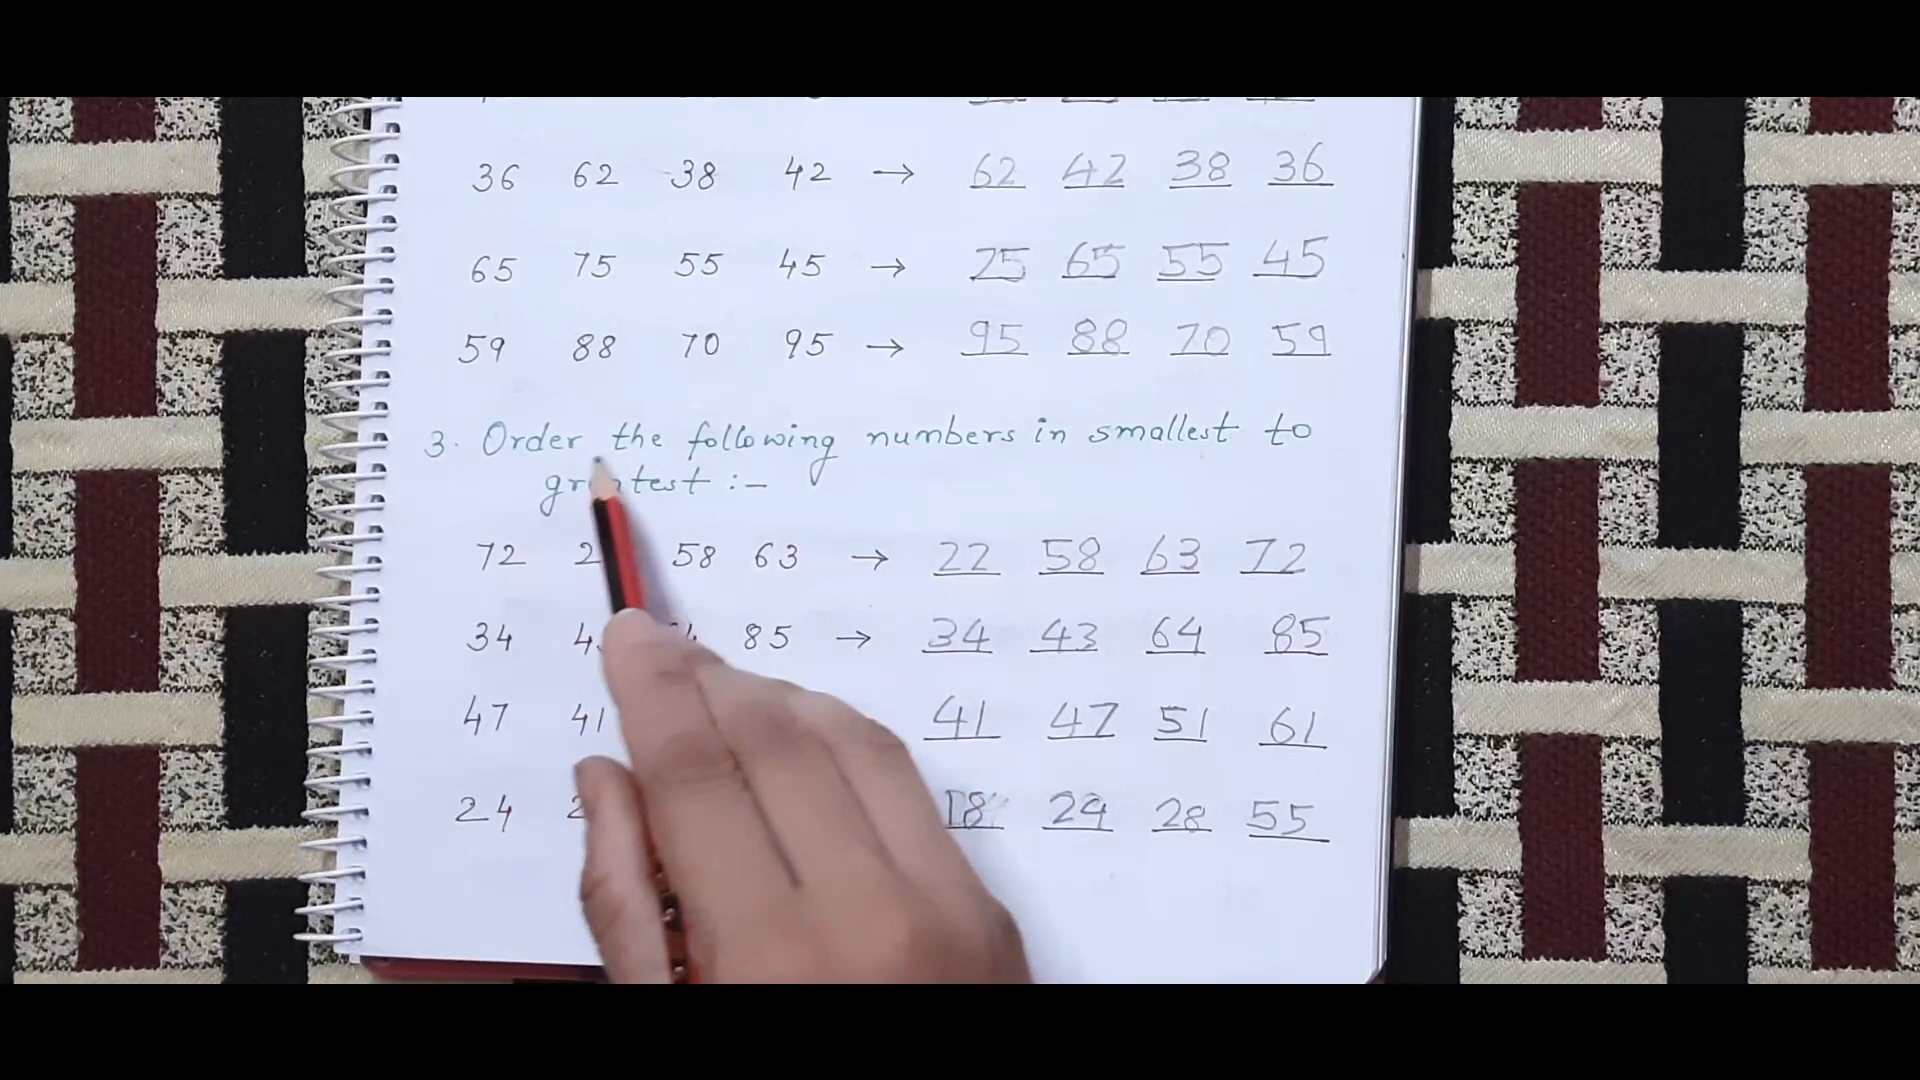 36 62 38 42 → 62 42 38 36
65 75 55 45 → 75 65 55 45
59 88 70 95 → 95 88 70 59
3. Order the following numbers in smallest to
:-
72 58 63 → 22 58 63 72
34 85 → 34 43 64 85
47 41 41 47 51 61
24 18 24 28 55